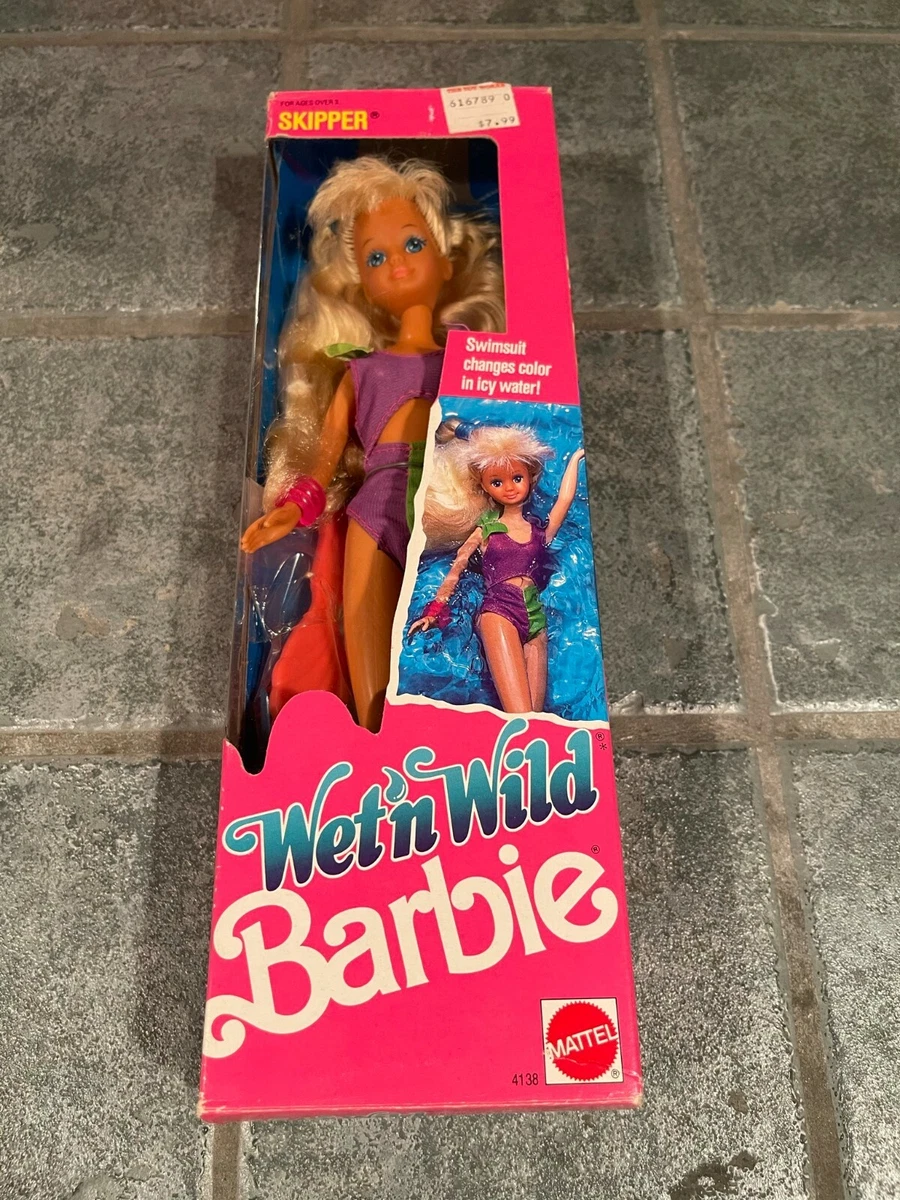 FOR AGES OVER 3
SKIPPER®
616789 0
$7.99
Swimsuit
changes color
in icy water!
Wet'n Wild®*
Barbie®
MATTEL®
4138